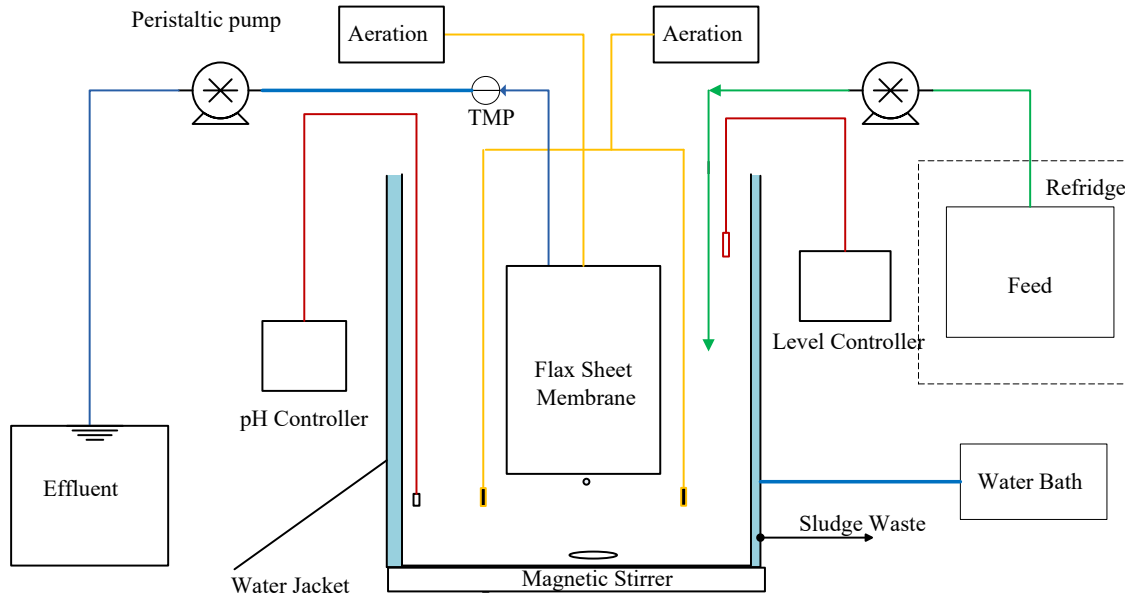 Peristaltic pump
Aeration
Aeration
TMP
Refridge
Feed
Level Controller
Flax Sheet
Membrane
pH Controller
Effluent
Water Bath
Sludge Waste
Water Jacket
Magnetic Stirrer